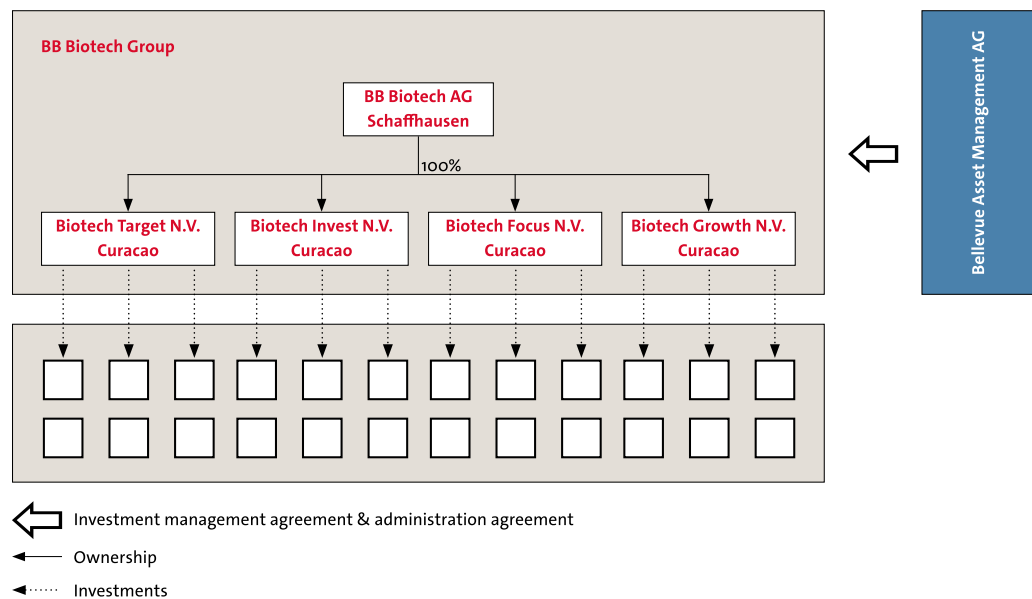 BB Biotech Group
BB Biotech AG
Schaffhausen
100%
Biotech Target N.V.
Curacao
Biotech Invest N.V.
Curacao
Biotech Focus N.V.
Curacao
Biotech Growth N.V.
Curacao
Bellevue Asset Management AG
Investment management agreement & administration agreement
Ownership
Investments